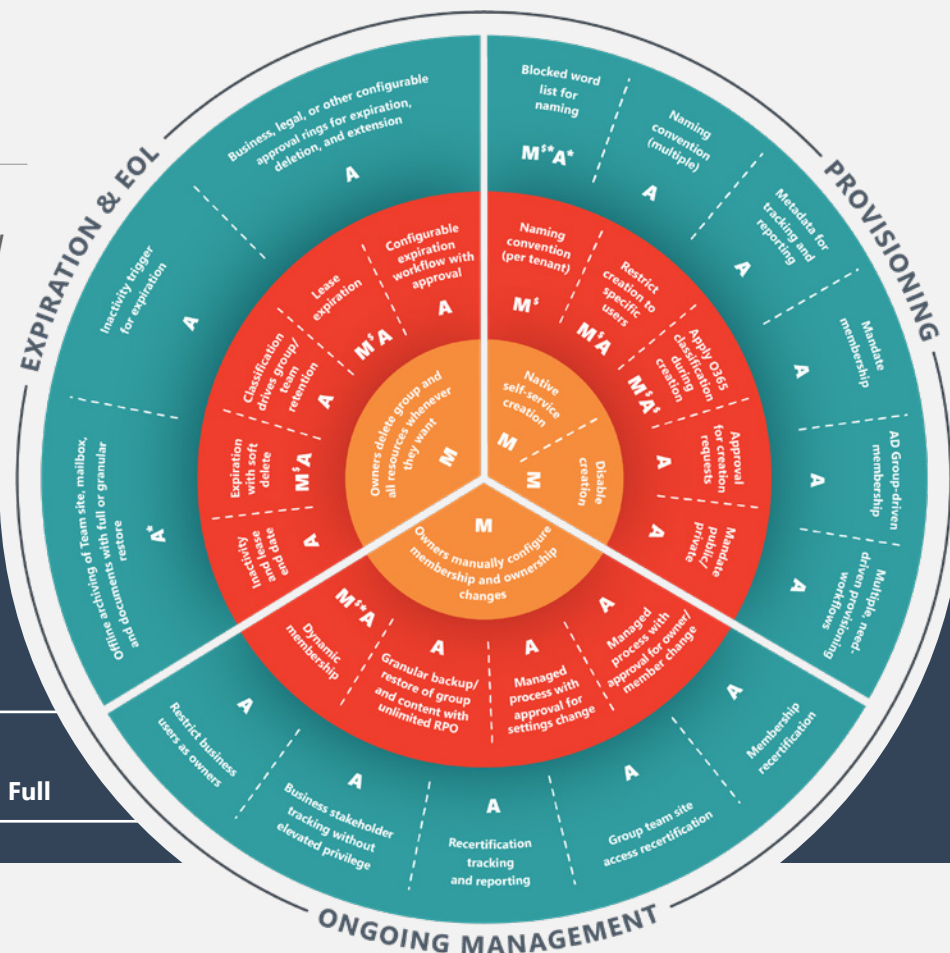 EXPIRATION & EOL
PROVISIONING
ONGOING MANAGEMENT
Blocked word
list for
naming
M$*A*
Naming
convention
(multiple)
A
Metadata for
tracking and
reporting
A
Mandate
membership
A
AD Group-driven
membership
A
Multiple, need-
driven provisioning
workflows
A
Naming
convention
(per tenant)
M$
Restrict
creation to
specific
users
M$A
Apply O365
classification
during
creation
M$A$
Approval
for creation
requests
A
Mandate
public/
private
A
Native
self-service
creation
M
Disable
creation
M
Membership
recertification
A
Group team site
access recertification
A
Recertification
tracking
and reporting
A
Business stakeholder
tracking without
elevated privilege
A
Restrict business
users as owners
A
Managed
process with
approval for owner/
member change
A
Managed
process with
approval for
settings change
A
Granular backup/
restore of group
and content with
unlimited RPO
A
Dynamic
membership
M$*A
M
Owners manually configure
membership and ownership
changes
Offline archiving of Team site, mailbox,
and documents with full or granular
restore
A*
Inactivity trigger
for expiration
A
Business, legal, or other configurable
approval rings for expiration,
deletion, and extension
A
Inactivity
and lease
end date
A
Expiration
with soft
delete
M$A
Classification
drives group/
team
retention
A
Lease
expiration
M$A
Configurable
expiration
workflow with
approval
A
Owners delete group and
all resources whenever
they want
M
Full